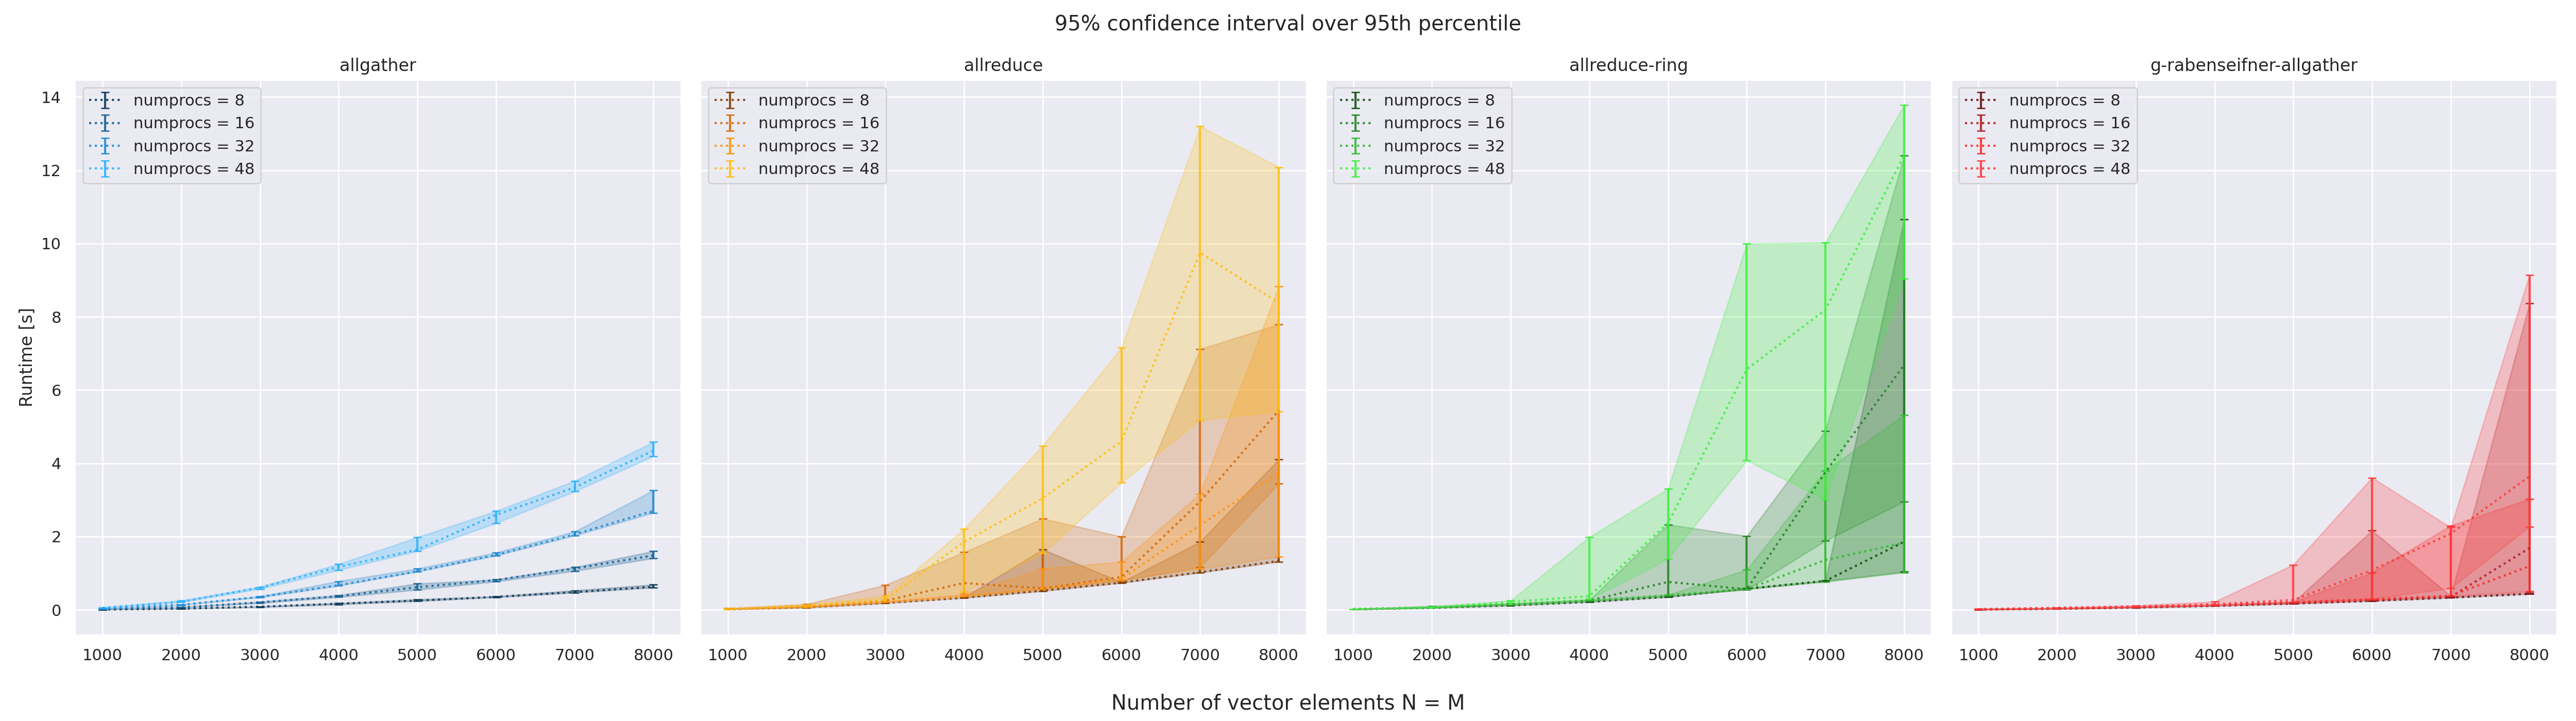 95% confidence interval over 95th percentile
allgather
allreduce
allreduce-ring
g-rabenseifner-allgather
Runtime [s]
14
12
10
8
6
4
2
0
numprocs = 8
numprocs = 16
numprocs = 32
numprocs = 48
numprocs = 8
numprocs = 16
numprocs = 32
numprocs = 48
numprocs = 8
numprocs = 16
numprocs = 32
numprocs = 48
numprocs = 8
numprocs = 16
numprocs = 32
numprocs = 48
1000 2000 3000 4000 5000 6000 7000 8000
1000 2000 3000 4000 5000 6000 7000 8000
1000 2000 3000 4000 5000 6000 7000 8000
1000 2000 3000 4000 5000 6000 7000 8000
Number of vector elements N = M